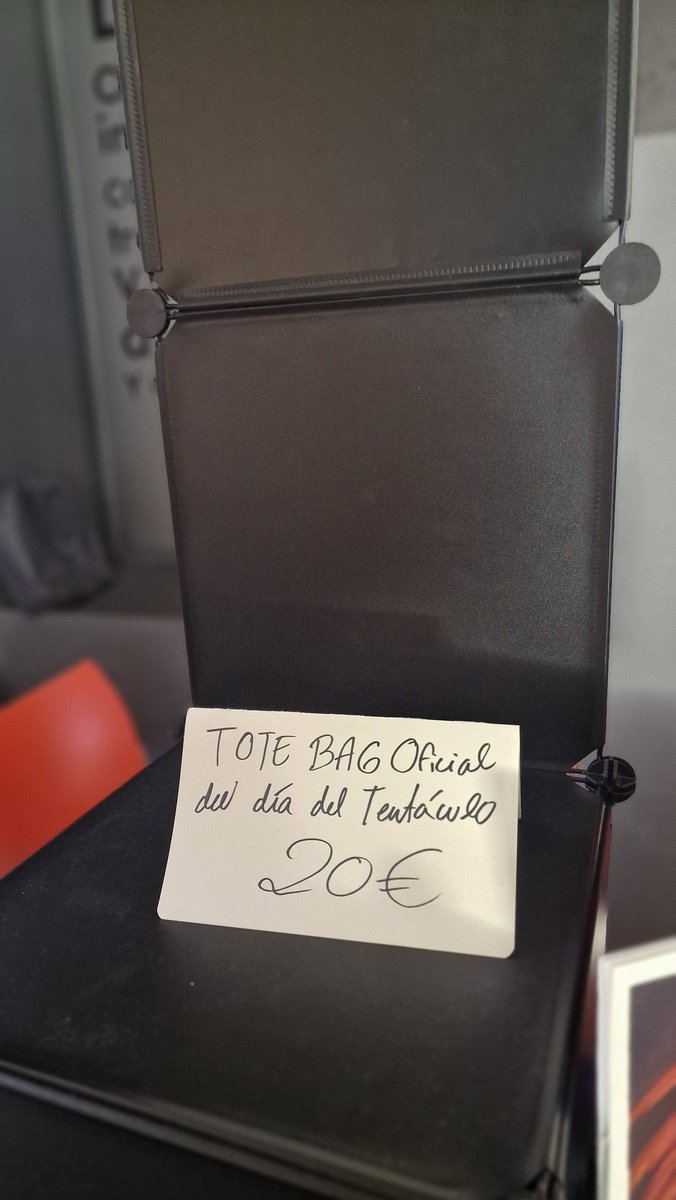 TOTE BAG Oficial
del día del Tentáculo
20€